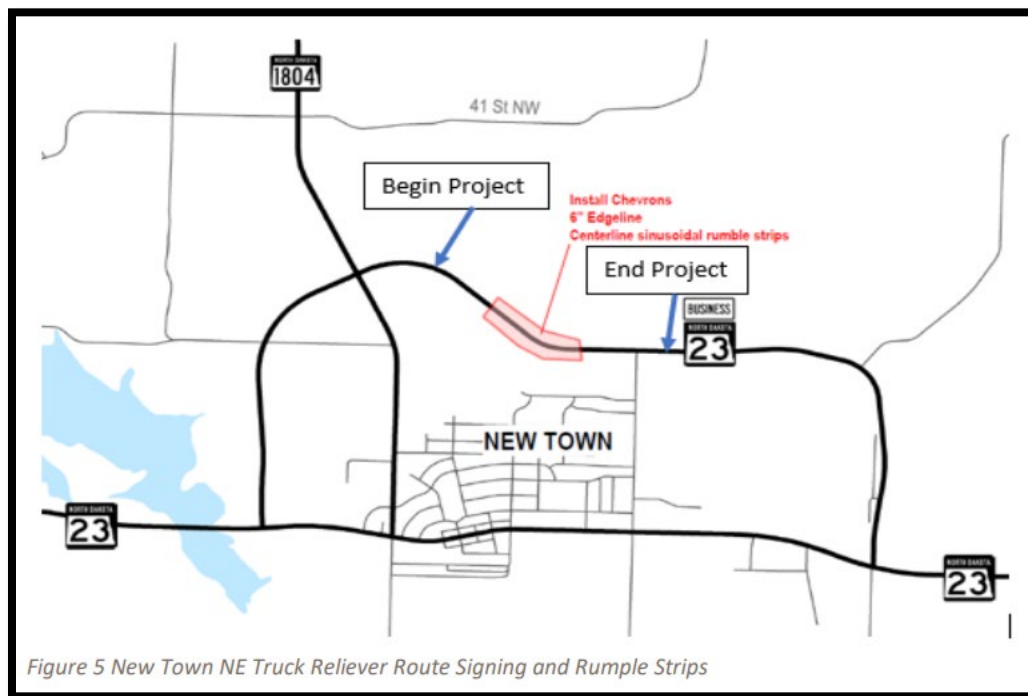 NORTH DAKOTA
1804
41 St NW
Begin Project
Install Chevrons
6" Edgeline
Centerline sinusoidal rumble strips
End Project
BUSINESS
NORTH DAKOTA
23
NEW TOWN
NORTH DAKOTA
23
NORTH DAKOTA
23
Figure 5 New Town NE Truck Reliever Route Signing and Rumple Strips